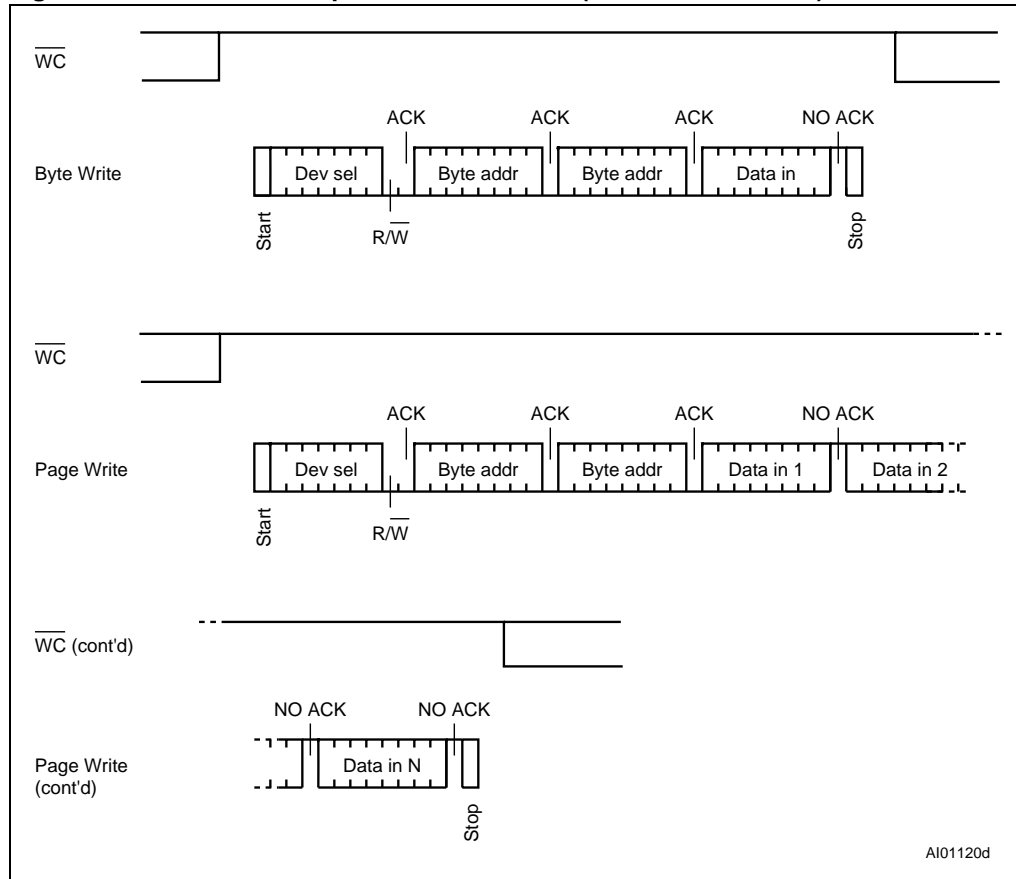 WC
ACK ACK ACK NO ACK
Byte Write Dev sel Byte addr Byte addr Data in
Start R/W Stop
WC
ACK ACK ACK NO ACK
Page Write Dev sel Byte addr Byte addr Data in 1 Data in 2
Start R/W
WC (cont'd)
NO ACK NO ACK
Page Write Data in N
(cont'd)
Stop
AI01120d